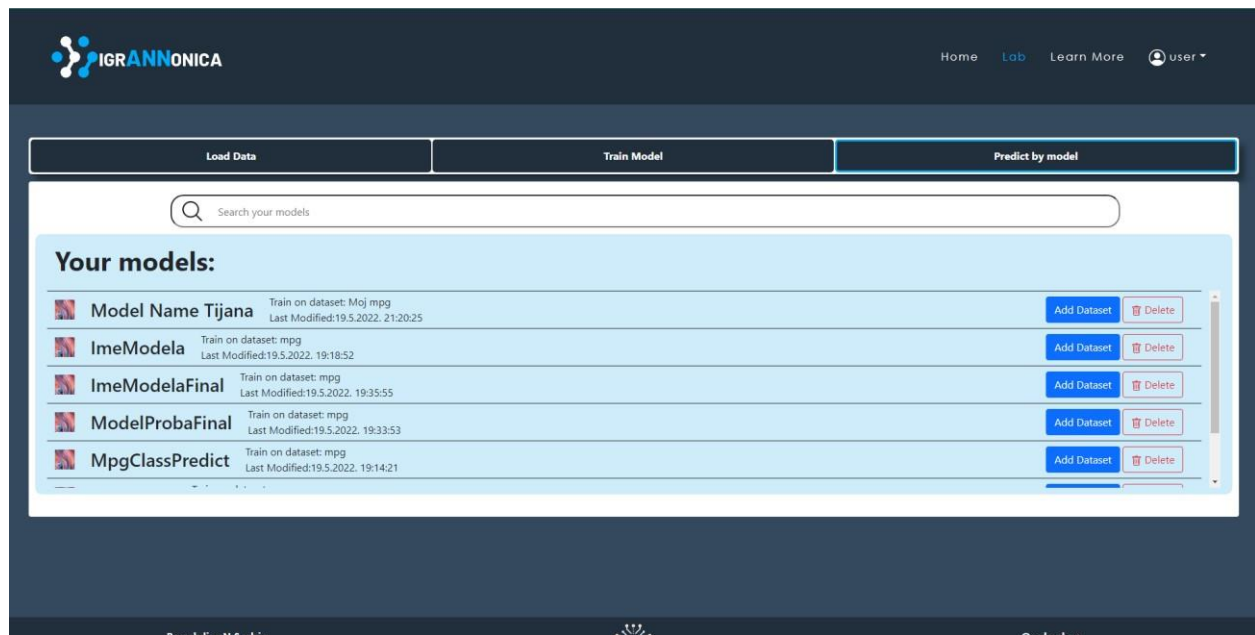 PIGRANNONICA
Home Lab Learn More user
Load Data Train Model Predict by model
Search your models
Your models:
Model Name Tijana Train on dataset: Moj mpg
Last Modified:19.5.2022. 21:20:25
Add Dataset Delete
ImeModela Train on dataset: mpg
Last Modified:19.5.2022. 19:18:52
Add Dataset Delete
ImeModelaFinal Train on dataset: mpg
Last Modified:19.5.2022. 19:35:55
Add Dataset Delete
ModelProbaFinal Train on dataset: mpg
Last Modified:19.5.2022. 19:33:53
Add Dataset Delete
MpgClassPredict Train on dataset: mpg
Last Modified:19.5.2022. 19:14:21
Add Dataset Delete